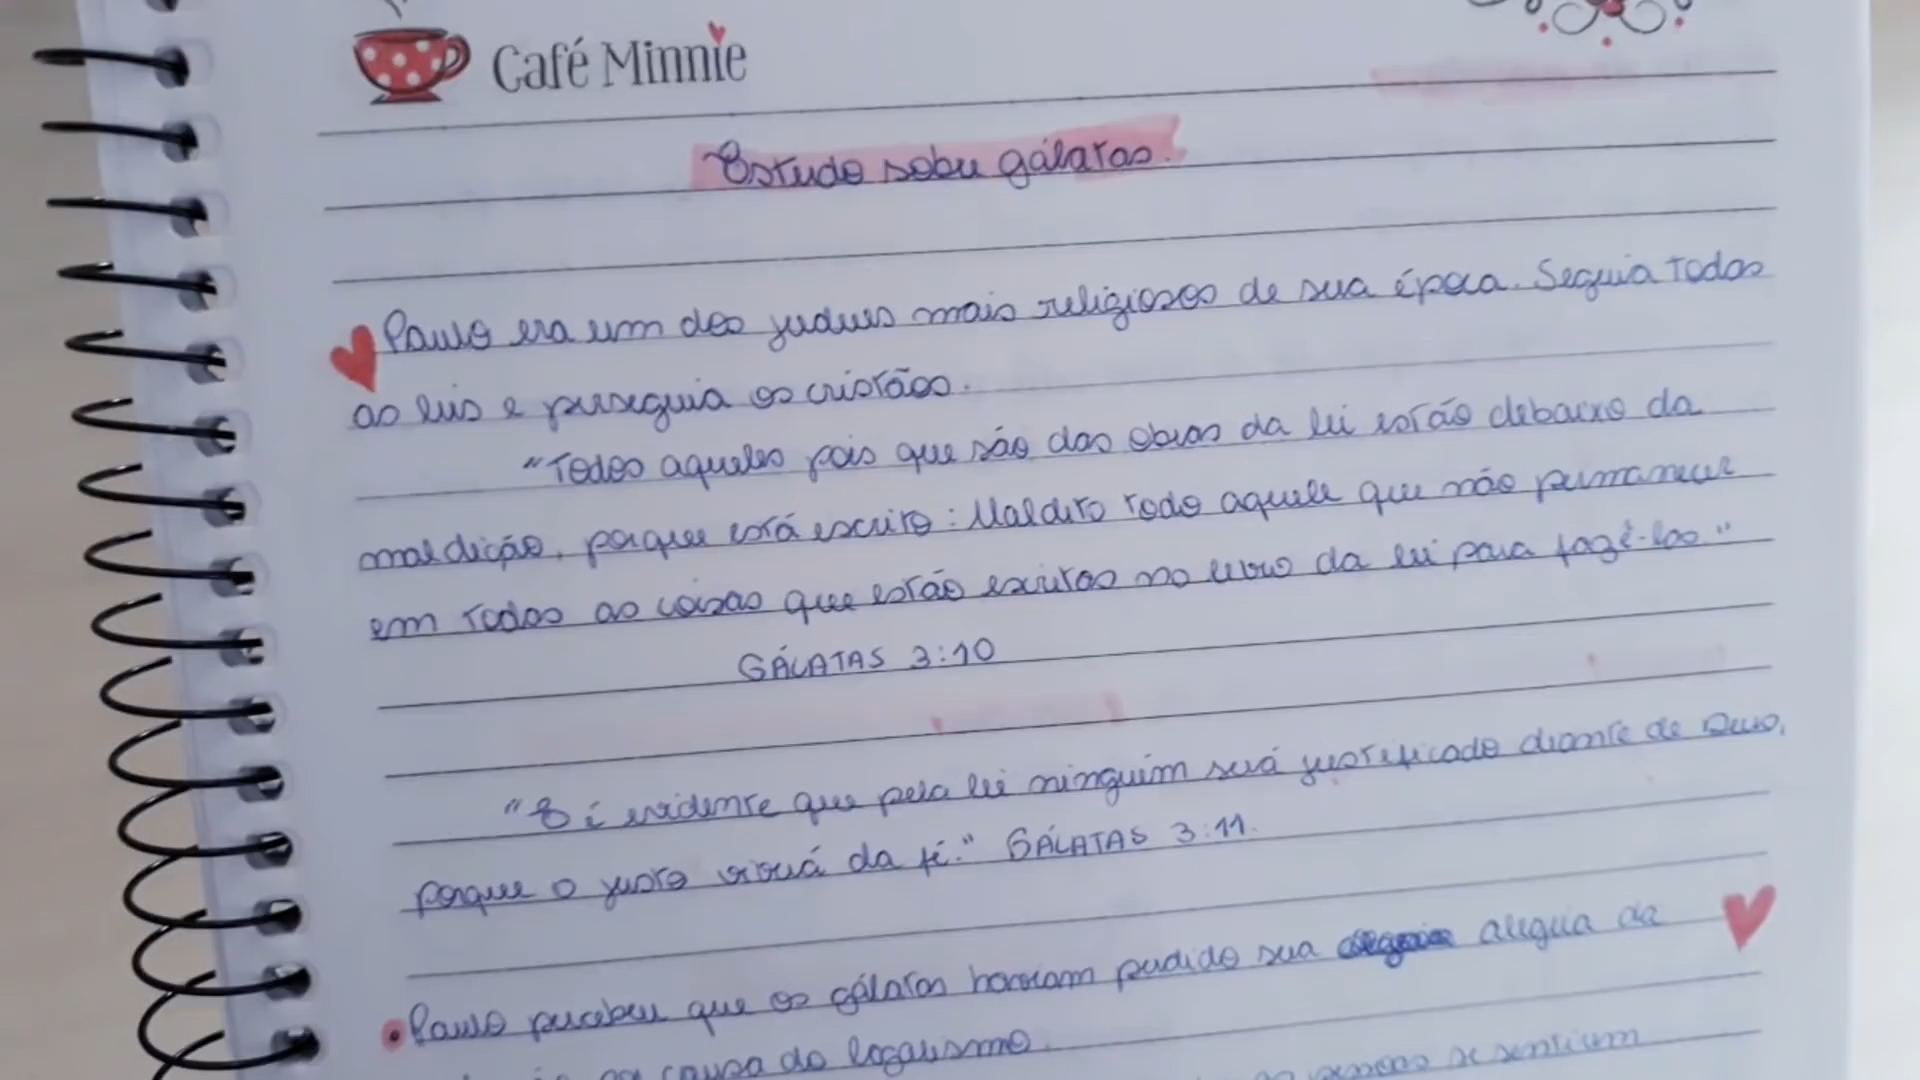 Café Minnie
Estudo sobre gálatas.
Paulo era um dos judeus mais religiosos de sua época. Seguia todas
as leis e perseguia os cristãos.
"Todos aqueles pois que são das obras da lei estão debaixo da
maldição, porque está escrito: Maldito todo aquele que não permanecer
em todas as coisas que estão escritas no livro da lei para fazê-las"
GÁLATAS 3:10
"E é evidente que pela lei ninguém será justificado diante de Deus,
porque o justo viverá da fé." GÁLATAS 3:11.
Paulo percebeu que os gálatas haviam perdido sua alegria da
por causa do legalismo.
pessoas se sentiam